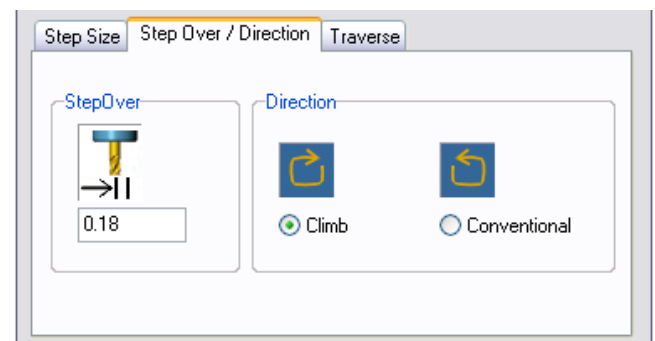 Step Size Step Over / Direction Traverse
StepOver Direction
0.18 Climb Conventional